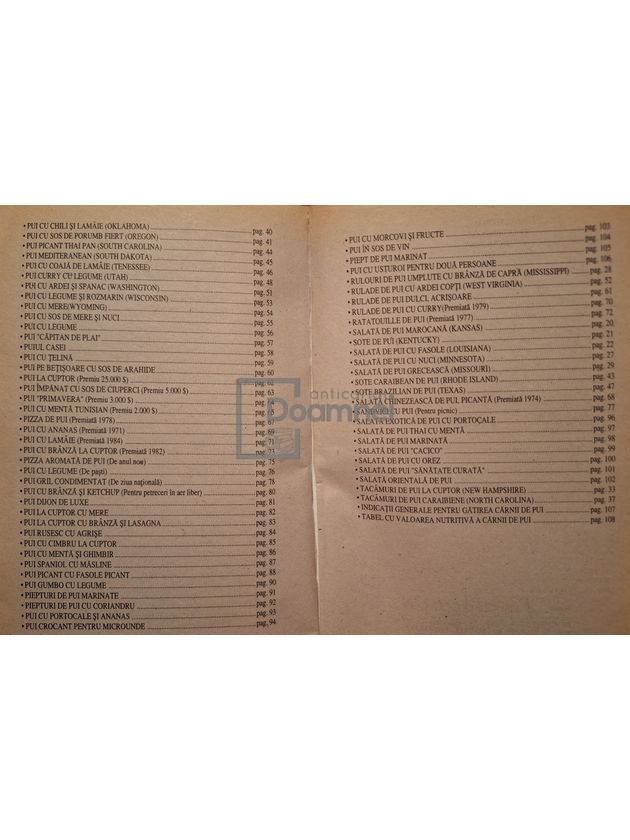 • PUI CU CHILI ȘI LAMÂIE (OKLAHOMA) pag. 40
• PUI CU SOS DE PORUMB FIERT (OREGON) pag. 41
• PUI PICANT THAI PAN (SOUTH CAROLINA) pag. 44
• PUI MEDITERANEAN (SOUTH DAKOTA) pag. 45
• PUI CU COAJĂ DE LAMÂIE (TENESSEE) pag. 46
• PUI CURRY CU LEGUME (UTAH) pag. 48
• PUI CU ARDEI ȘI SPANAC (WASHINGTON) pag. 51
• PUI CU LEGUME ȘI ROZMARIN (WISCONSIN) pag. 53
• PUI CU MERE(WYOMING) pag. 54
• PUI CU SOS DE MERE ȘI NUCI pag. 55
• PUI CU LEGUME pag. 56
• PUI "CĂPITAN DE PLAI" pag. 57
• PUIUL CASEI pag. 58
• PUI CU ȚELINĂ pag. 59
• PUI PE BEȚIȘOARE CU SOS DE ARAHIDE pag. 60
• PUI LA CUPTOR (Premiu 25.000 $) pag. 62
• PUI ÎMPĂNAT CU SOS DE CIUPERCI (Premiu 5.000 $) pag. 63
• PUI "PRIMAVERA" (Premiu 3.000 $) pag.
• PUI CU MENTĂ TUNISIAN (Premiu 2.000 $) pag.
• PIZZA DE PUI (Premiată 1978) pag. 67
• PUI CU ANANAS (Premiată 1971) pag. 69
• PUI CU LAMÂIE (Premiată 1984) pag. 71
• PUI CU BRÂNZĂ LA CUPTOR (Premiată 1982) pag. 73
• PIZZA AROMATĂ DE PUI (De anul nou) pag. 75
• PUI CU LEGUME (De paști) pag. 76
• PUI GRIL CONDIMENTAT (De ziua națională) pag. 78
• PUI CU BRÂNZĂ ȘI KETCHUP (Pentru petreceri în aer liber) pag. 80
• PUI DIJON DE LUXE pag. 81
• PUI LA CUPTOR CU MERE pag. 82
• PUI LA CUPTOR CU BRÂNZĂ ȘI LASAGNA pag. 83
• PUI RUSESC CU AGRIȘE pag. 84
• PUI CU CIMBRU LA CUPTOR pag. 85
• PUI CU MENTĂ ȘI GHIMBIR pag. 86
• PUI SPANIOL CU MĂSLINE pag. 87
• PUI PICANT CU FASOLE PICANT pag. 88
• PUI GUMBO CU LEGUME pag. 90
• PIEPTURI DE PUI MARINATE pag. 91
• PIEPTURI DE PUI CU CORIANDRU pag. 92
• PUI CU PORTOCALE ȘI ANANAS pag. 93
• PUI CROCANT PENTRU MICROUNDE pag. 94
• PUI CU MORCOVI ȘI FRUCTE pag. 103
• PUI ÎN SOS DE VIN pag. 104
• PIEPT DE PUI MARINAT pag. 105
• PUI CU USTUROI PENTRU DOUĂ PERSOANE pag. 106
• RULOURI DE PUI UMPLUTE CU BRÂNZĂ DE CAPRĂ (MISSISSIPPI) pag. 28
• RULADE DE PUI CU ARDEI COPȚI (WEST VIRGINIA) pag. 52
• RULADE DE PUI DULCI, ACRIȘOARE pag. 61
• RULADE DE PUI CU CURRY(Premiată 1979) pag. 70
• RATATOUILLE DE PUI (Premiată 1977) pag. 72
• SALATĂ DE PUI MAROCANĂ (KANSAS) pag. 20
• SOTE DE PUI (KENTUCKY) pag. 21
• SALATĂ DE PUI CU FASOLE (LOUISIANA) pag. 22
• SALATĂ DE PUI CU NUCI (MINNESOTA) pag. 27
• SALATĂ DE PUI GRECEASCĂ (MISSOURI) pag. 29
• SOTE CARAIBEAN DE PUI (RHODE ISLAND) pag. 43
• SOTE BRAZILIAN DE PUI (TEXAS) pag. 47
• SALATĂ CHINEZEASCĂ DE PUI, PICANTĂ (Premiată 1974) pag. 68
DE PUI (Pentru picnic) pag. 77
• SALATĂ EXOTICĂ DE PUI CU PORTOCALE pag. 96
• SALATĂ DE PUI THAI CU MENTĂ pag. 97
• SALATĂ DE PUI MARINATĂ pag. 98
• SALATĂ DE PUI "CACICO" pag. 99
• SALATĂ DE PUI CU OREZ pag. 100
• SALATĂ DE PUI "SĂNĂTATE CURATĂ" pag. 101
• SALATĂ ORIENTALĂ DE PUI pag. 102
• TACÂMURI DE PUI LA CUPTOR (NEW HAMPSHIRE) pag. 33
• TACÂMURI DE PUI CARAIBIENE (NORTH CAROLINA) pag. 37
• INDICAȚII GENERALE PENTRU GĂTIREA CĂRNII DE PUI pag. 107
• TABEL CU VALOAREA NUTRITIVĂ A CĂRNII DE PUI pag. 108
anticariat
Doamnei